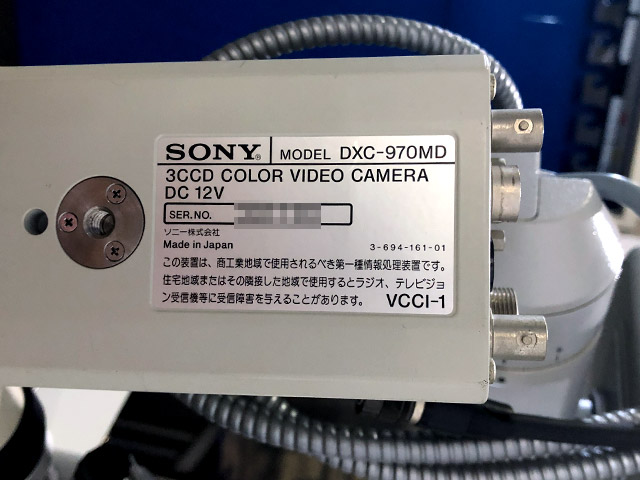 SONY® MODEL DXC-970MD
3CCD COLOR VIDEO CAMERA
DC 12V
SER.NO.
ソニー株式会社
Made in Japan 3-694-161-01
この装置は、商工業地域で使用されるべき第一種情報処理装置です。
住宅地域またはその隣接した地域で使用するとラジオ、テレビジョ
ン受信機等に受信障害を与えることがあります。 VCCI-1